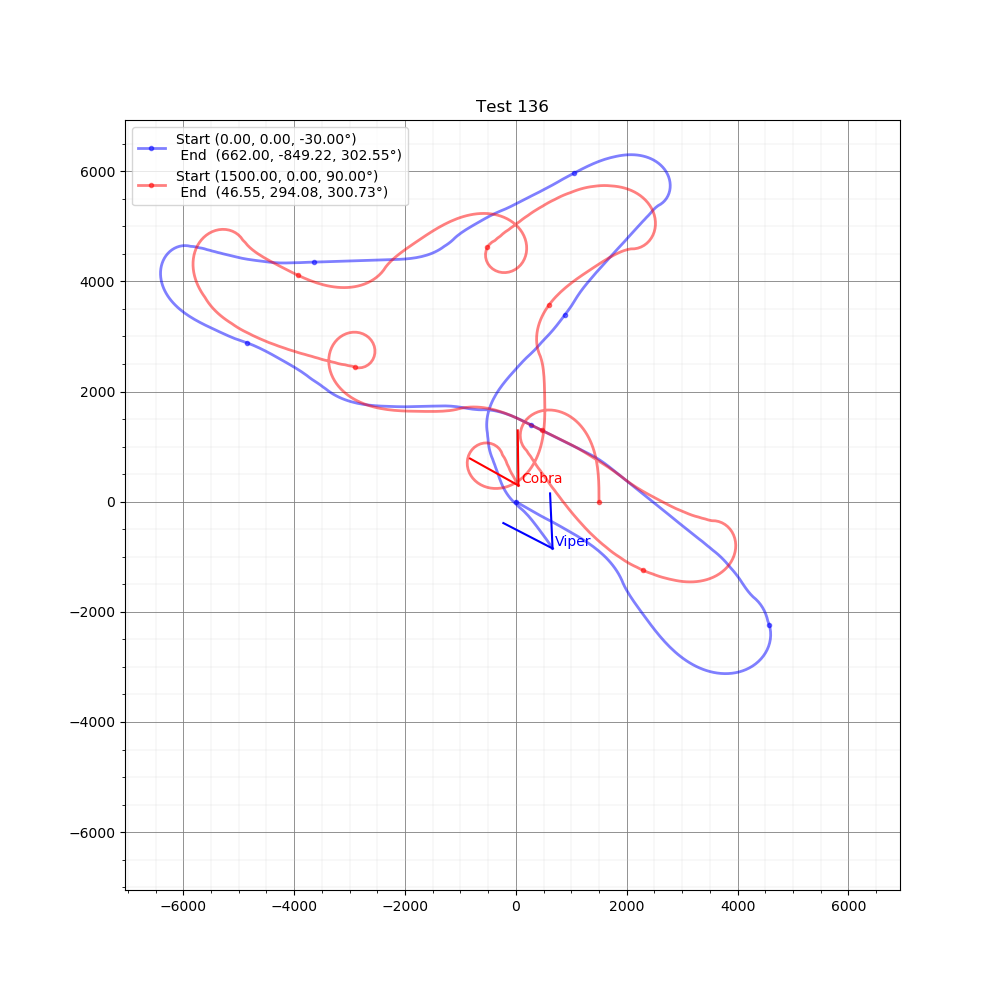 Test 136
Start (0.00, 0.00, -30.00°)
End  (662.00, -849.22, 302.55°)
Start (1500.00, 0.00, 90.00°)
End  (46.55, 294.08, 300.73°)
6000
4000
2000
0
−2000
−4000
−6000
Cobra
Viper
−6000 −4000 −2000 0 2000 4000 6000